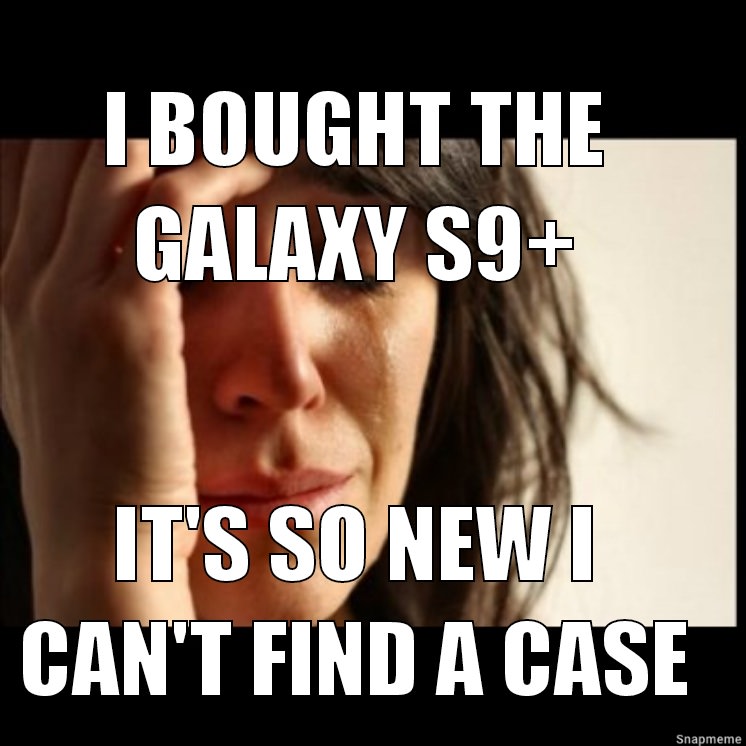 I BOUGHT THE
GALAXY S9+
IT'S SO NEW I
CAN'T FIND A CASE
Snapmeme